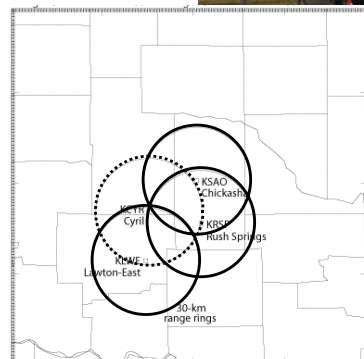 KSAO
Chickasha
KCYR
Cyril
KRSP
Rush Springs
KLWE
Lawton-East
30-km
range rings